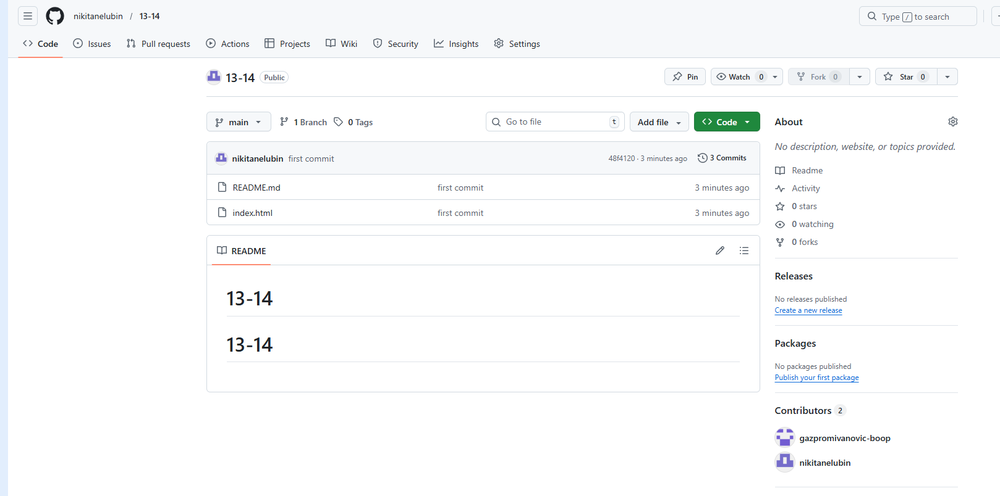 nikitanelubin / 13-14
Type / to search
Code Issues Pull requests Actions Projects Wiki Security Insights Settings
13-14 Public
Pin Watch 0 Fork 0 Star 0
main 1 Branch 0 Tags Go to file t Add file Code
nikitanelubin first commit 48f4120 · 3 minutes ago 3 Commits
README.md first commit 3 minutes ago
index.html first commit 3 minutes ago
README
13-14
13-14
About
No description, website, or topics provided.
Readme
Activity
0 stars
0 watching
0 forks
Releases
No releases published
Create a new release
Packages
No packages published
Publish your first package
Contributors 2
gazpromivanovic-boop
nikitanelubin